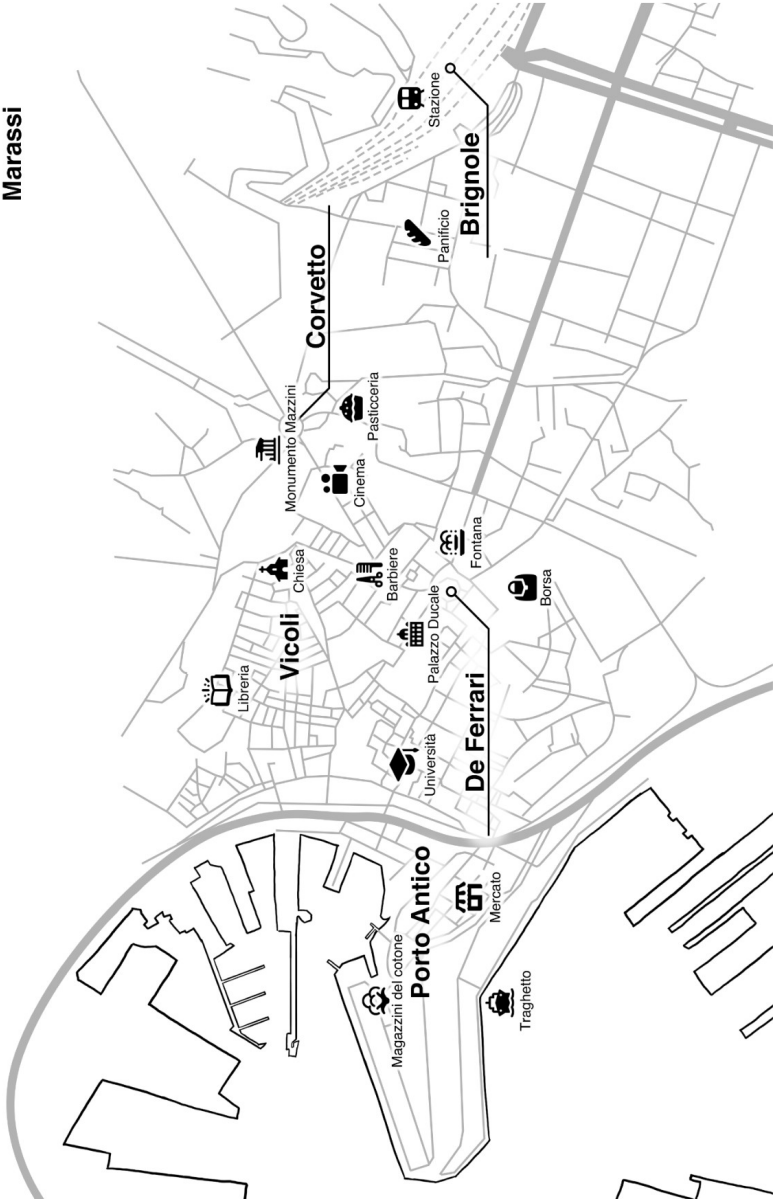 Marassi
Stazione
Brignole
Panificio
Corvetto
Monumento Mazzini
Pasticceria
Cinema
Chiesa
Barbiere
Fontana
Vicoli
Libreria
Palazzo Ducale
Borsa
Università
De Ferrari
Porto Antico
Mercato
Magazzini del cotone
Traghetto